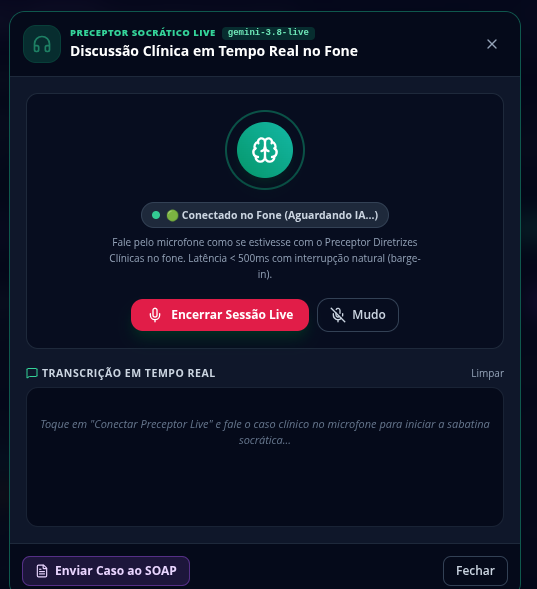 PRECEPTOR SOCRÁTICO LIVE gemini-3.8-live
Discussão Clínica em Tempo Real no Fone
Conectado no Fone (Aguardando IA...)
Fale pelo microfone como se estivesse com o Preceptor Diretrizes
Clínicas no fone. Latência < 500ms com interrupção natural (barge-
in).
Encerrar Sessão Live Mudo
TRANSCRIÇÃO EM TEMPO REAL Limpar
Toque em "Conectar Preceptor Live" e fale o caso clínico no microfone para iniciar a sabatina
socrática...
Enviar Caso ao SOAP Fechar